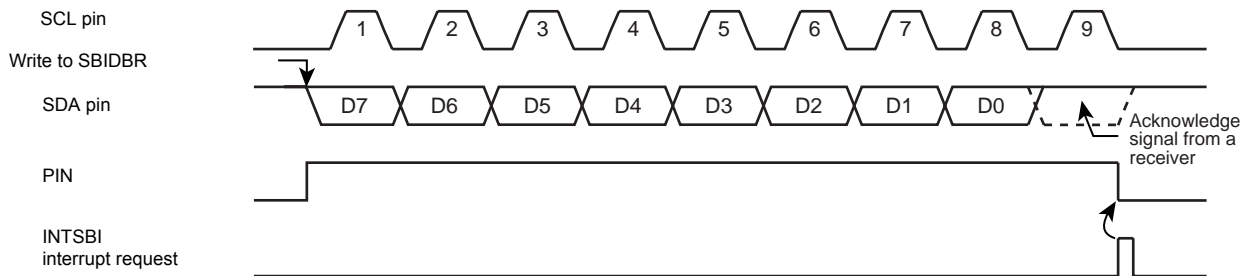 SCL pin
1 2 3 4 5 6 7 8 9
Write to SBIDBR
SDA pin
D7 D6 D5 D4 D3 D2 D1 D0
Acknowledge
signal from a
receiver
PIN
INTSBI
interrupt request